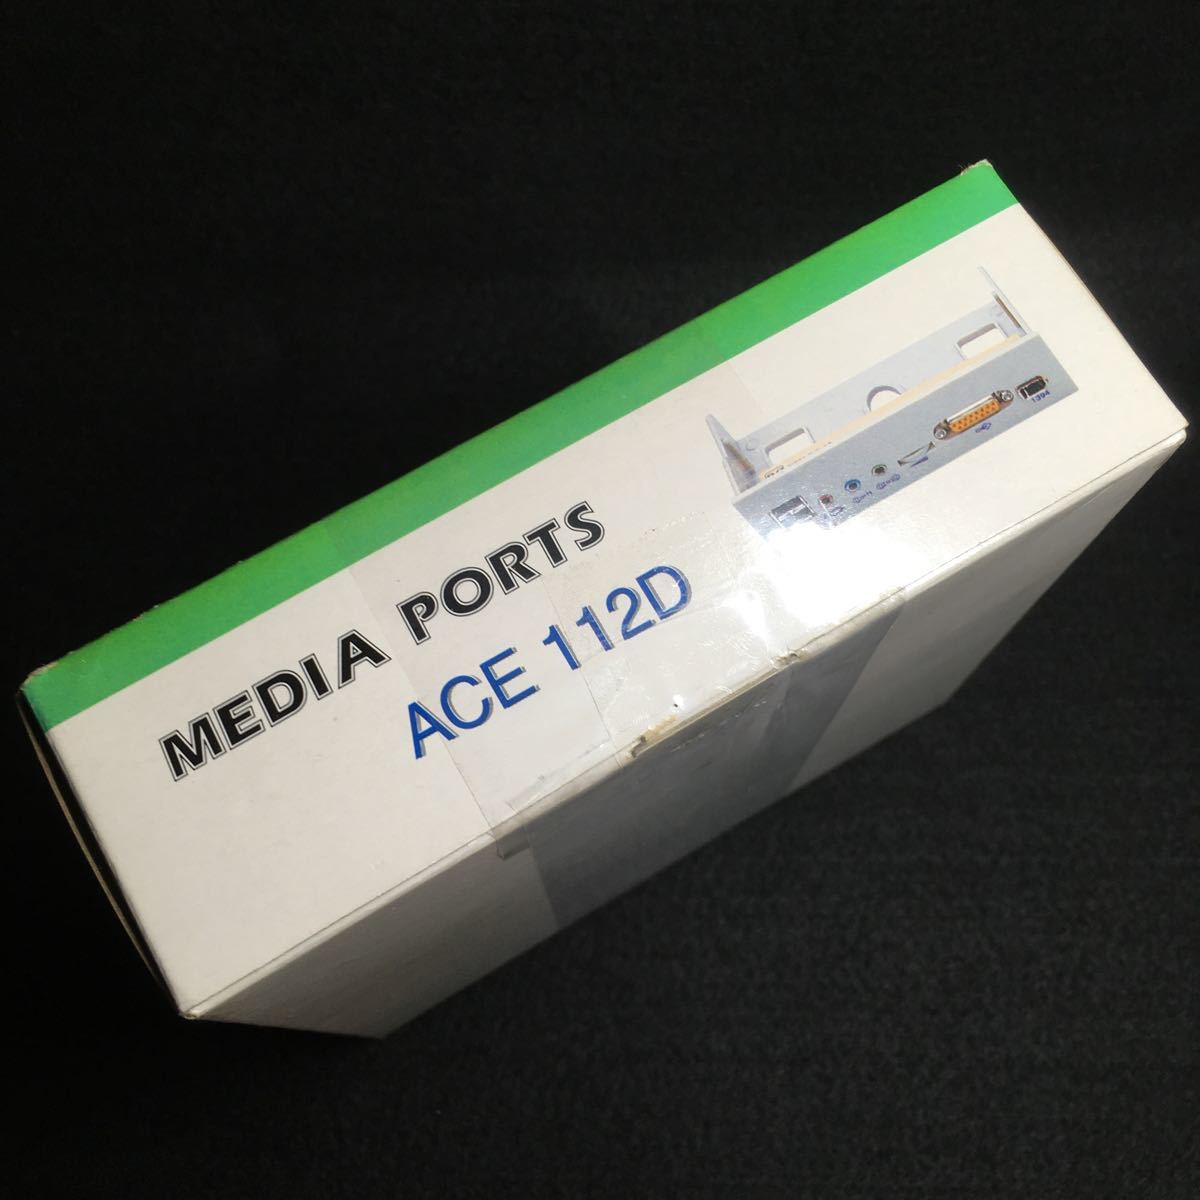 MEDIA PORTS
ACE 112D
1394